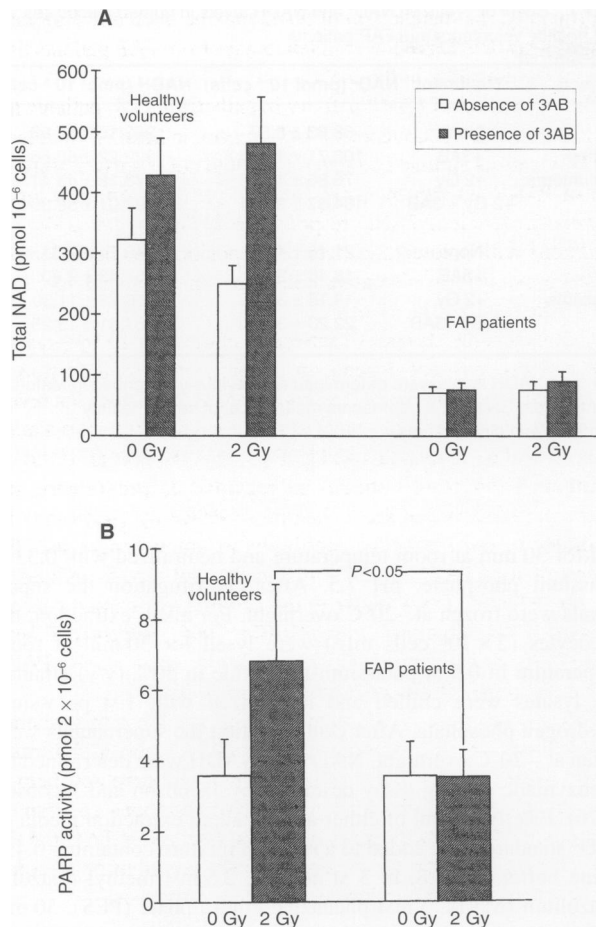 A
Total NAD (pmol 10⁻⁶ cells)
600
500
400
300
200
100
0
Healthy
volunteers
Absence of 3AB
Presence of 3AB
FAP patients
0 Gy
2 Gy
0 Gy
2 Gy
B
PARP activity (pmol 2 × 10⁻⁶ cells)
10
8
6
4
2
0
Healthy
volunteers
P<0.05
FAP patients
0 Gy
2 Gy
0 Gy
2 Gy